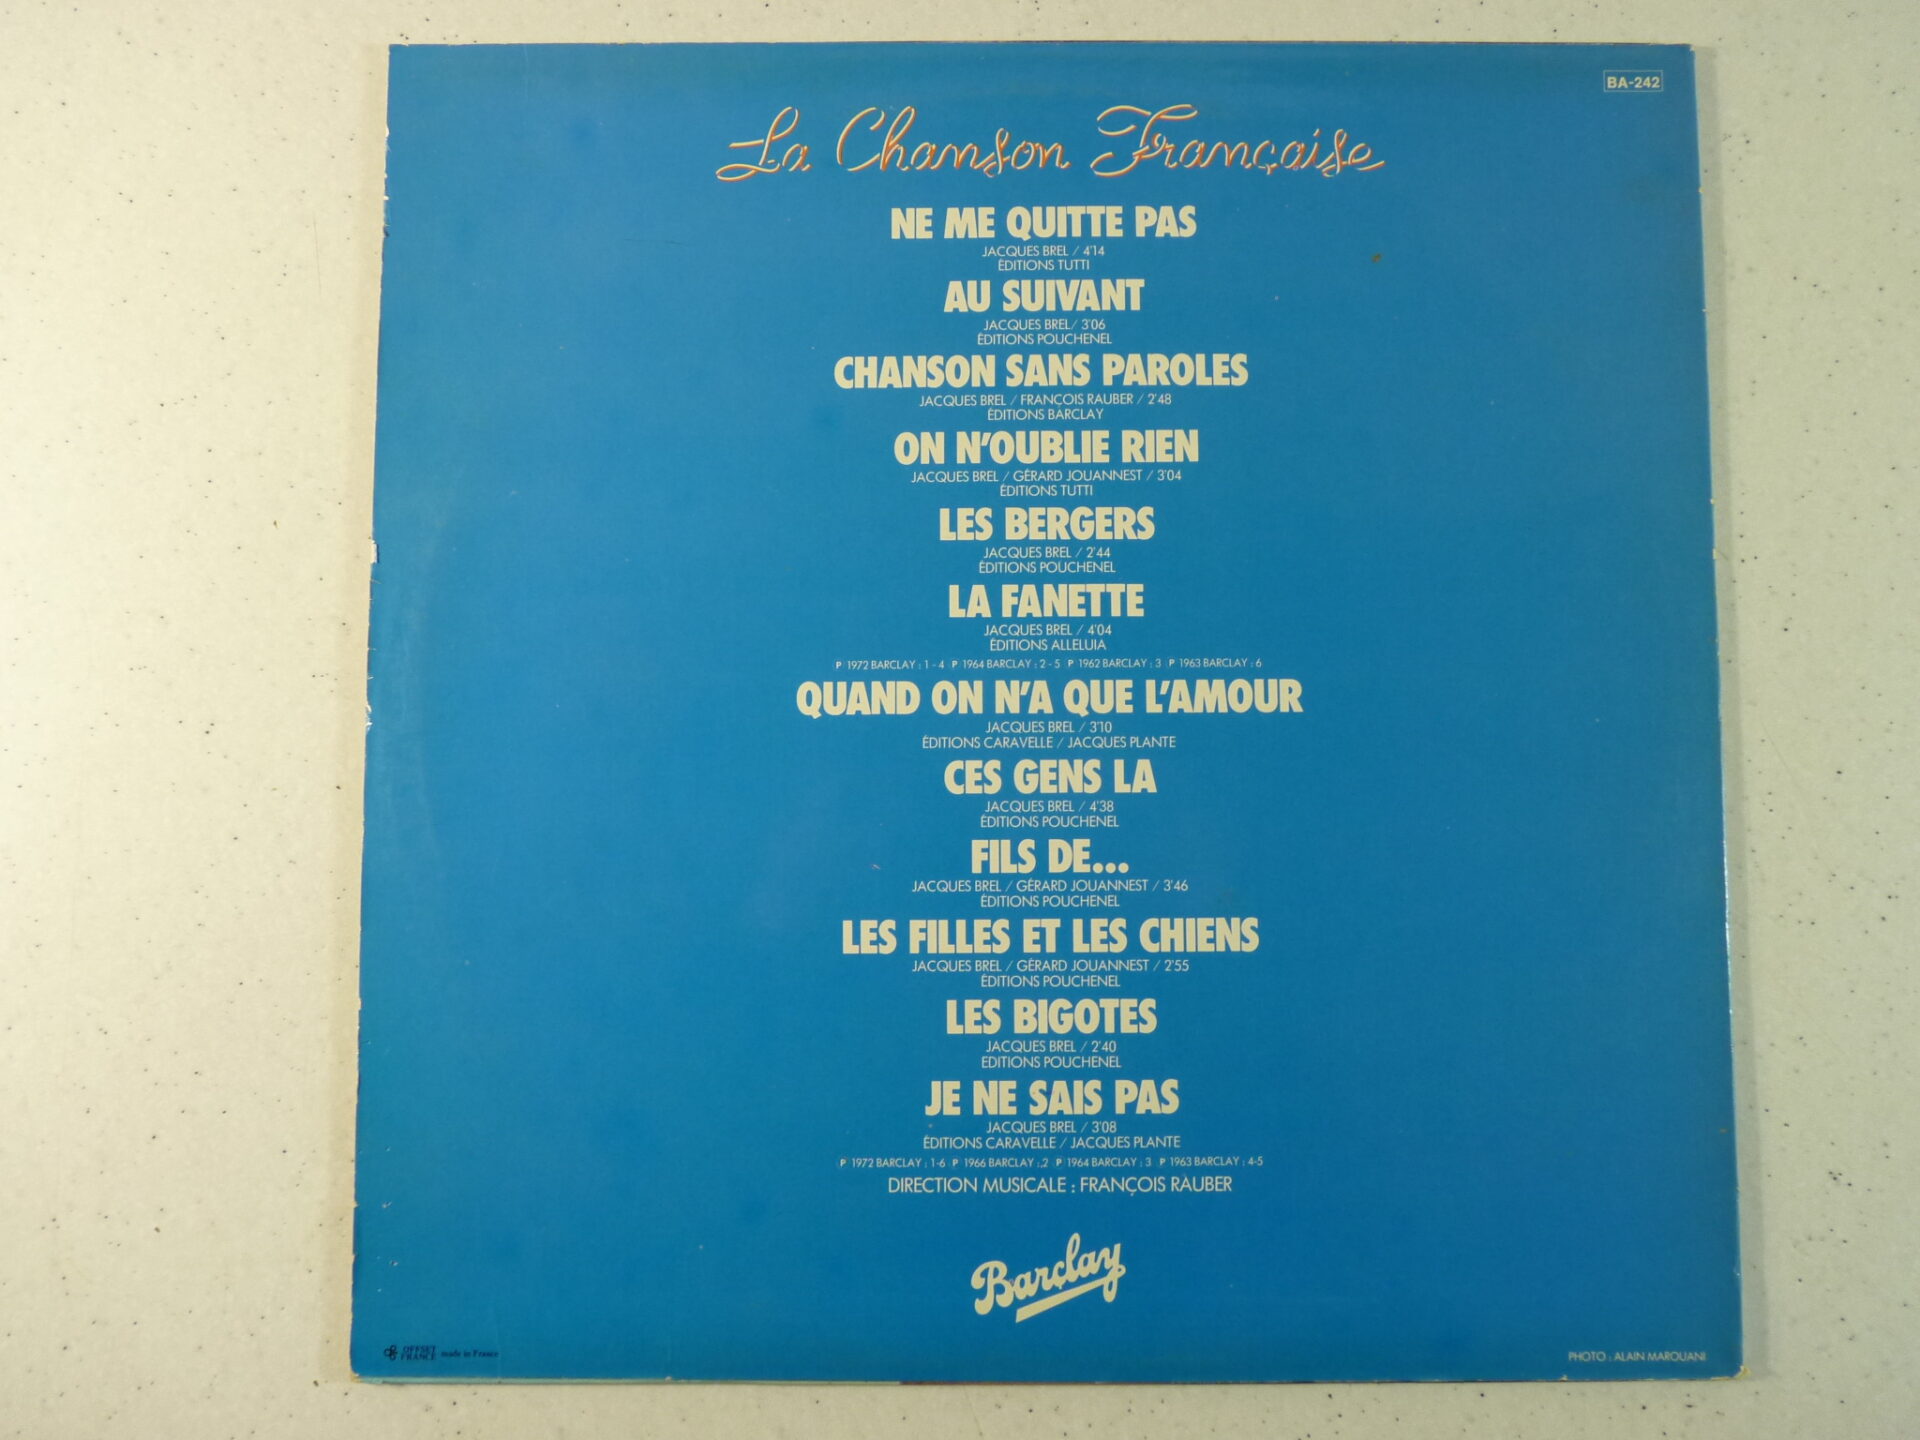 BA-242
La Chanson Française
NE ME QUITTE PAS
JACQUES BREL / 4'14
ÉDITIONS TUTTI
AU SUIVANT
JACQUES BREL / 3'06
ÉDITIONS POUCHENEL
CHANSON SANS PAROLES
JACQUES BREL / FRANÇOIS RAUBER / 2'48
ÉDITIONS BARCLAY
ON N'OUBLIE RIEN
JACQUES BREL / GÉRARD JOUANNEST / 3'04
ÉDITIONS TUTTI
LES BERGERS
JACQUES BREL / 2'44
ÉDITIONS POUCHENEL
LA FANETTE
JACQUES BREL / 4'04
ÉDITIONS ALLELUIA
P 1972 BARCLAY : 1 - 4 P 1964 BARCLAY : 2 - 5 P 1962 BARCLAY : 3 P 1963 BARCLAY : 6
QUAND ON N'A QUE L'AMOUR
JACQUES BREL / 3'10
ÉDITIONS CARAVELLE / JACQUES PLANTE
CES GENS LA
JACQUES BREL / 4'38
ÉDITIONS POUCHENEL
FILS DE...
JACQUES BREL / GÉRARD JOUANNEST / 3'46
ÉDITIONS POUCHENEL
LES FILLES ET LES CHIENS
JACQUES BREL / GÉRARD JOUANNEST / 2'55
ÉDITIONS POUCHENEL
LES BIGOTES
JACQUES BREL / 2'40
EDITIONS POUCHENEL
JE NE SAIS PAS
JACQUES BREL / 3'08
ÉDITIONS CARAVELLE / JACQUES PLANTE
P 1972 BARCLAY : 1-6 P 1966 BARCLAY : 2 P 1964 BARCLAY : 3 P 1963 BARCLAY : 4-5
DIRECTION MUSICALE : FRANÇOIS RAUBER
Barclay
OFFSET
FRANCE made in France
PHOTO : ALAIN MAROUANI